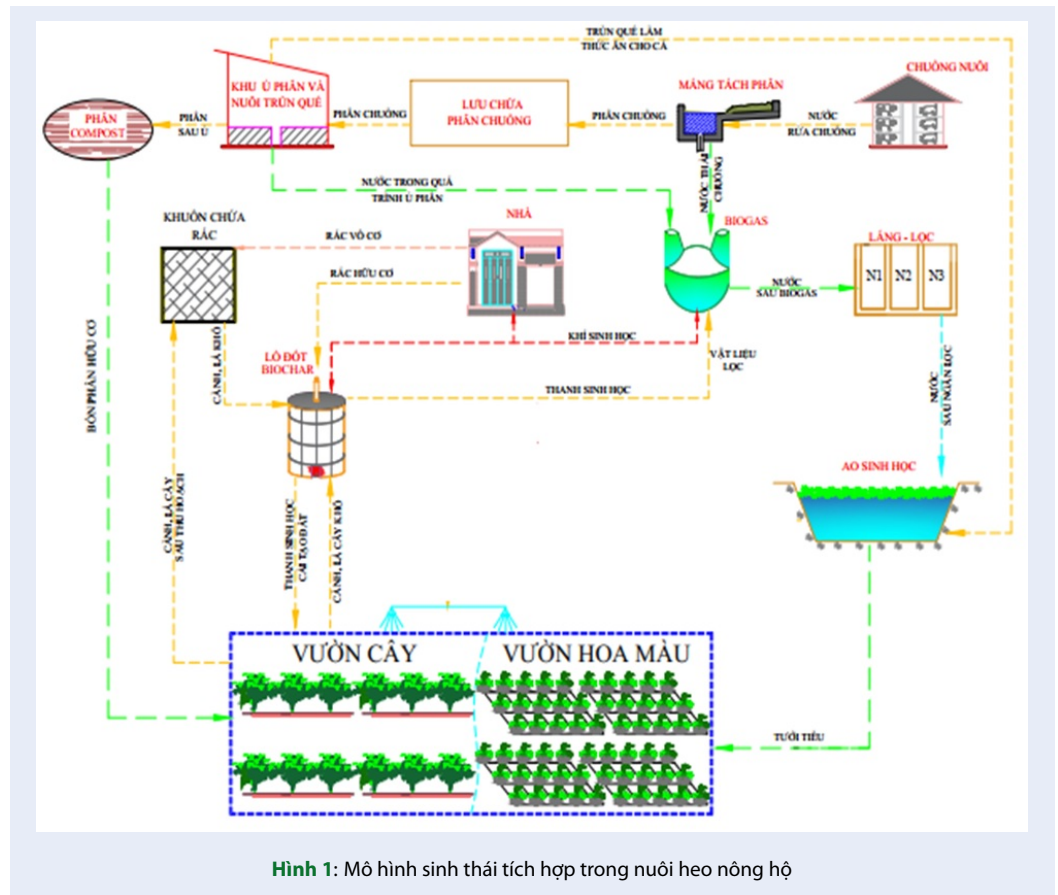 TRÙN QUẾ LÀM
THỨC ĂN CHO CÁ
KHU Ủ PHÂN VÀ
NUÔI TRÙN QUẾ
LƯU CHỨA
PHÂN CHUỒNG
MÁNG TÁCH PHÂN
CHUỒNG NUÔI
PHÂN
COMPOST
PHÂN
SAU Ủ
PHÂN CHUỒNG
PHÂN CHUỒNG
NƯỚC
RỬA CHUỒNG
NƯỚC THẢI
CHUỒNG
NƯỚC TRONG QUÁ
TRÌNH Ủ PHÂN
KHUÔN CHỨA
RÁC
RÁC VÔ CƠ
NHÀ
BIOGAS
LẮNG - LỌC
N1
N2
N3
RÁC HỮU CƠ
NƯỚC
SAU BIOGAS
KHÍ SINH HỌC
VẬT LIỆU
LỌC
CÀNH, LÁ KHÔ
LÒ ĐỐT
BIOCHAR
THANH SINH HỌC
NƯỚC
SAU NGĂN LỌC
BÓN PHÂN HỮU CƠ
AO SINH HỌC
CÀNH, LÁ CÂY
SAU THU HOẠCH
THANH SINH HỌC
CẢI TẠO ĐẤT
CÀNH, LÁ CÂY KHÔ
VƯỜN CÂY
VƯỜN HOA MÀU
TƯỚI TIÊU
Hình 1: Mô hình sinh thái tích hợp trong nuôi heo nông hộ